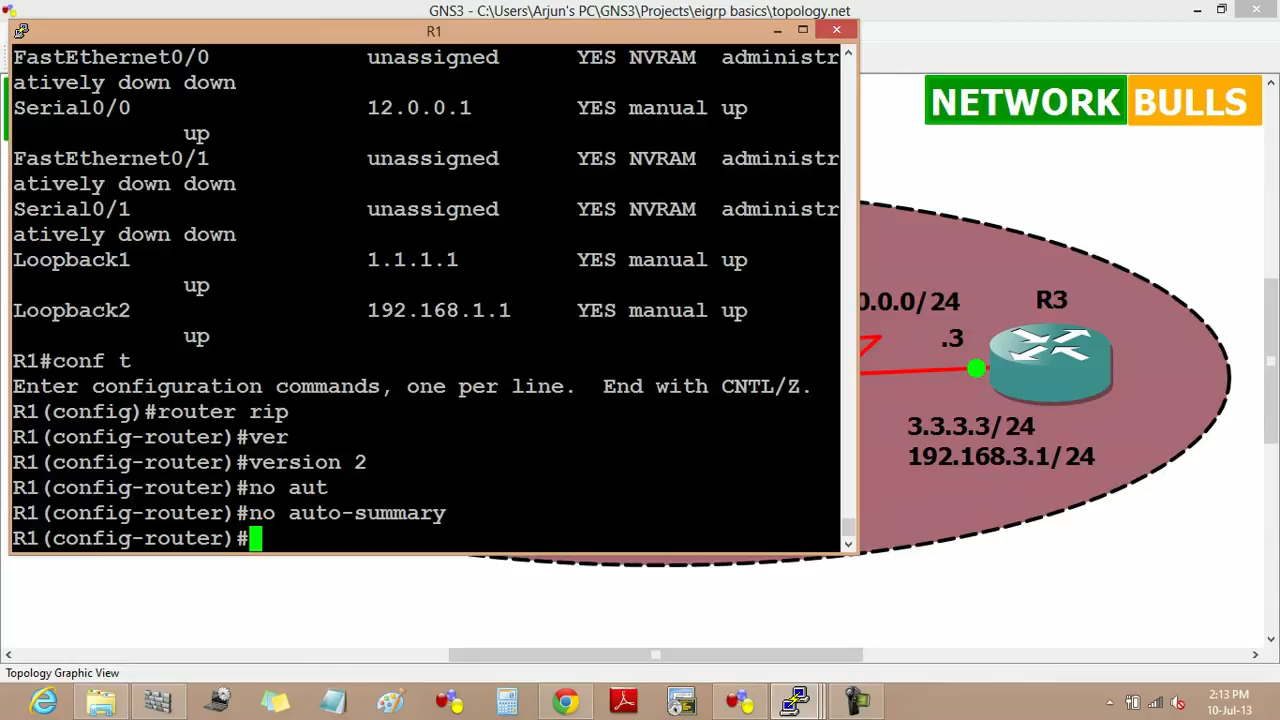 GNS3 - C:\Users\Arjun's PC\GNS3\Projects\eigrp basics\topology.net
R1
FastEthernet0/0 unassigned YES NVRAM administr
atively down down
Serial0/0 12.0.0.1 YES manual up
up
FastEthernet0/1 unassigned YES NVRAM administr
atively down down
Serial0/1 unassigned YES NVRAM administr
atively down down
Loopback1 1.1.1.1 YES manual up
up
Loopback2 192.168.1.1 YES manual up
up
R1#conf t
Enter configuration commands, one per line. End with CNTL/Z.
R1(config)#router rip
R1(config-router)#ver
R1(config-router)#version 2
R1(config-router)#no aut
R1(config-router)#no auto-summary
R1(config-router)#
NETWORK BULLS
0.0.0/24
R3
.3
3.3.3.3/24
192.168.3.1/24
Topology Graphic View
2:13 PM
10-Jul-13